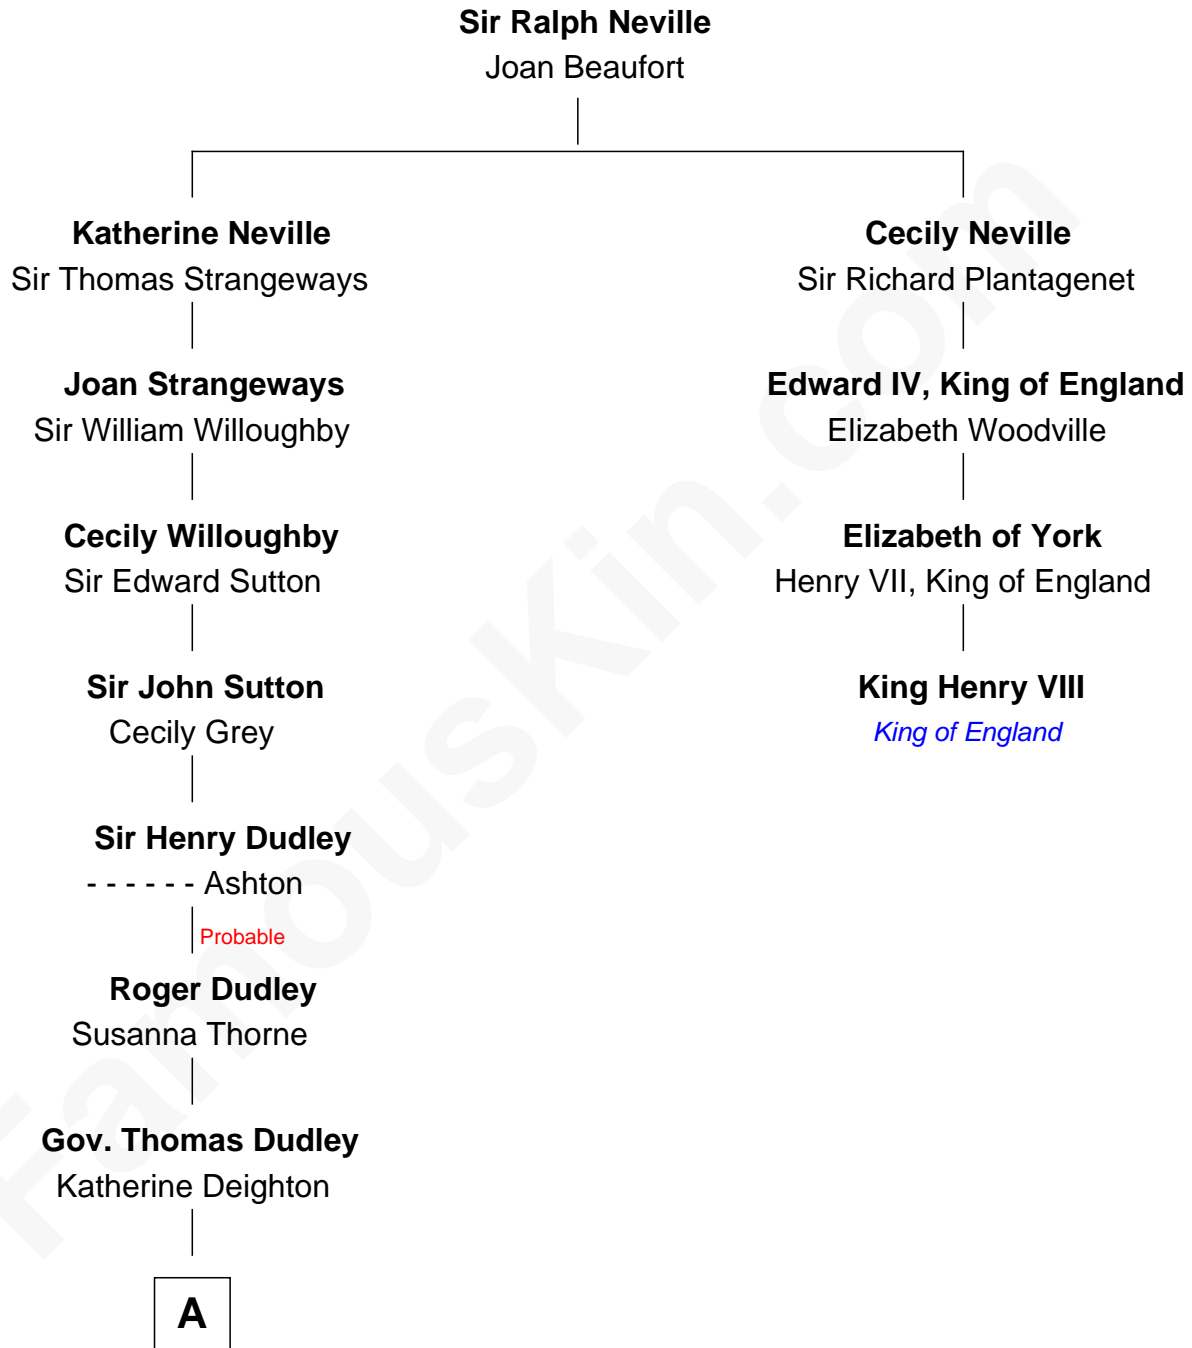 Sir Ralph Neville
Joan Beaufort
Katherine Neville
Sir Thomas Strangeways
Cecily Neville
Sir Richard Plantagenet
Joan Strangeways
Sir William Willoughby
Edward IV, King of England
Elizabeth Woodville
Cecily Willoughby
Sir Edward Sutton
Elizabeth of York
Henry VII, King of England
Sir John Sutton
Cecily Grey
King Henry VIII
King of England
Sir Henry Dudley
- - - - - - Ashton
Probable
Roger Dudley
Susanna Thorne
Gov. Thomas Dudley
Katherine Deighton
A
FamousKin.com